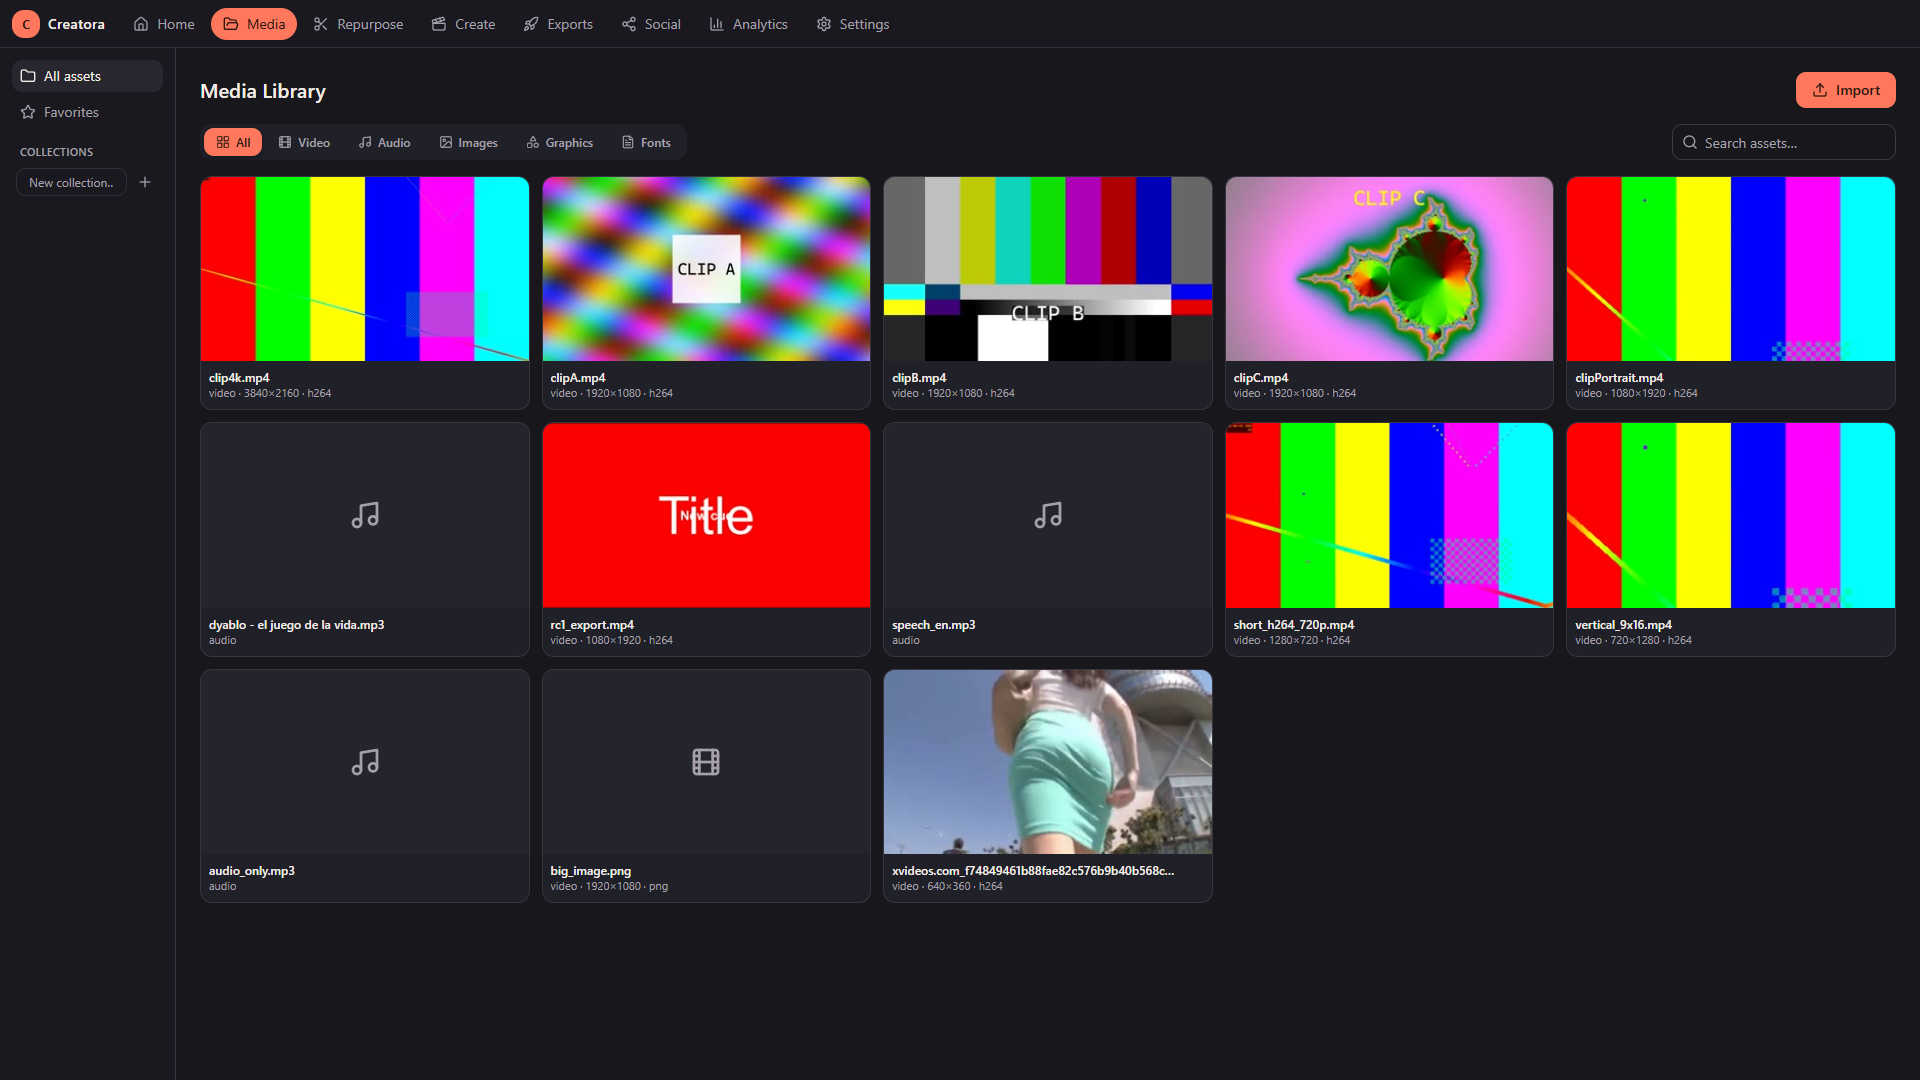 C Creatora Home Media Repurpose Create Exports Social Analytics Settings
All assets
Favorites
COLLECTIONS
New collection..
Media Library
Import
All Video Audio Images Graphics Fonts
Search assets...
CLIP A
CLIP B
CLIP C
clip4k.mp4
video · 3840×2160 · h264
clipA.mp4
video · 1920×1080 · h264
clipB.mp4
video · 1920×1080 · h264
clipC.mp4
video · 1920×1080 · h264
clipPortrait.mp4
video · 1080×1920 · h264
Title
dyablo - el juego de la vida.mp3
audio
rc1_export.mp4
video · 1080×1920 · h264
speech_en.mp3
audio
short_h264_720p.mp4
video · 1280×720 · h264
vertical_9x16.mp4
video · 720×1280 · h264
audio_only.mp3
audio
big_image.png
video · 1920×1080 · png
xvideos.com_f74849461b88fae82c576b9b40b568c...
video · 640×360 · h264